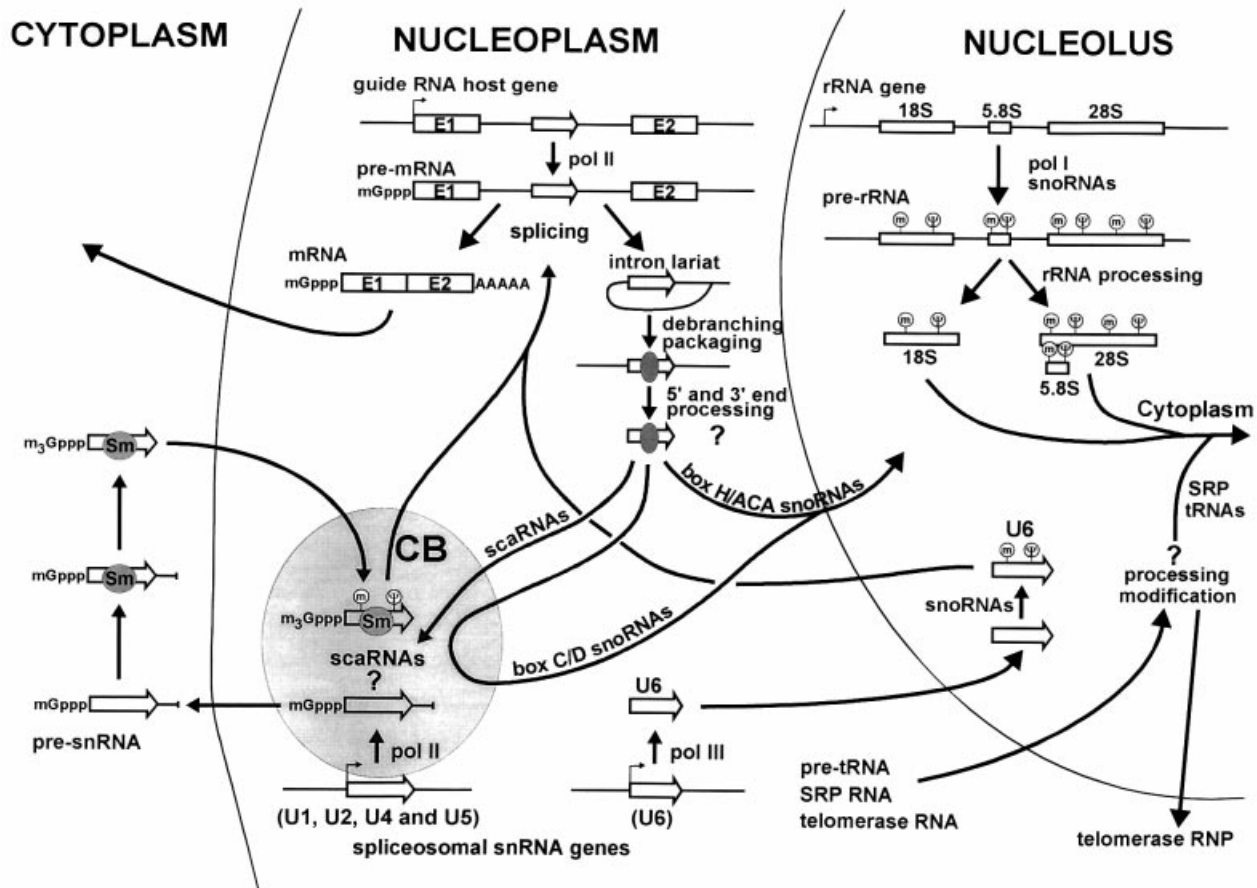 CYTOPLASM
NUCLEOPLASM
NUCLEOLUS
guide RNA host gene
E1
E2
pol II
pre-mRNA
mGppp
E1
E2
splicing
mRNA
mGppp
E1
E2
AAAAA
intron lariat
debranching
packaging
5' and 3' end
processing
?
box H/ACA snoRNAs
scaRNAs
box C/D snoRNAs
rRNA gene
18S
5.8S
28S
pol I
snoRNAs
pre-rRNA
m
Ψ
m
Ψ
m
Ψ
m
Ψ
rRNA processing
m
Ψ
18S
m
Ψ
m
Ψ
m
Ψ
28S
5.8S
Cytoplasm
SRP
tRNAs
?
processing
modification
U6
m
Ψ
snoRNAs
m₃Gppp
Sm
mGppp
Sm
mGppp
pre-snRNA
CB
m
Ψ
m₃Gppp
Sm
scaRNAs
?
mGppp
pol II
(U1, U2, U4 and U5)
U6
pol III
(U6)
spliceosomal snRNA genes
pre-tRNA
SRP RNA
telomerase RNA
telomerase RNP